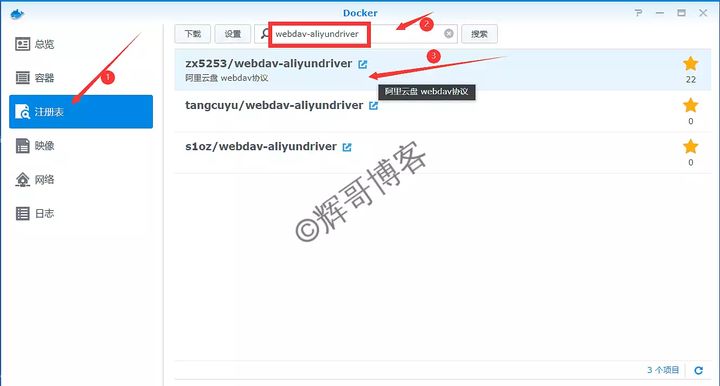 Docker
总览
容器
注册表
映像
网络
日志
下载 设置 webdav-aliyundriver 搜索
1
2
3
zx5253/webdav-aliyundriver
阿里云盘 webdav协议
22
阿里云盘 webdav协议
tangcuyu/webdav-aliyundriver
0
s1oz/webdav-aliyundriver
0
©辉哥博客
3 个项目